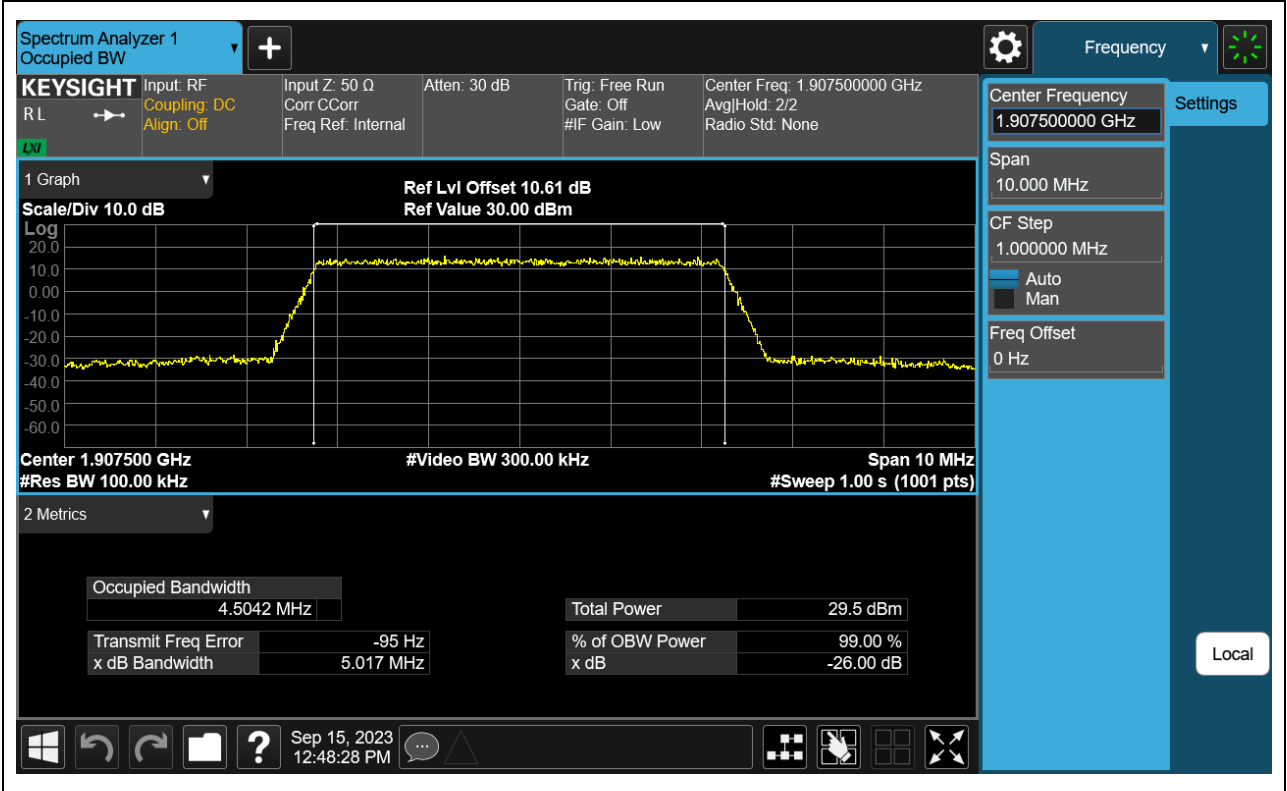 Spectrum Analyzer 1
Occupied BW
+
Frequency
KEYSIGHT
R L
LXI
Input: RF
Coupling: DC
Align: Off
Input Z: 50 Ω
Corr CCorr
Freq Ref: Internal
Atten: 30 dB
Trig: Free Run
Gate: Off
#IF Gain: Low
Center Freq: 1.907500000 GHz
Avg|Hold: 2/2
Radio Std: None
Center Frequency
1.907500000 GHz
Settings
Span
10.000 MHz
CF Step
1.000000 MHz
Auto
Man
Freq Offset
0 Hz
Local
1 Graph
Scale/Div 10.0 dB
Ref Lvl Offset 10.61 dB
Ref Value 30.00 dBm
Log
20.0
10.0
0.00
-10.0
-20.0
-30.0
-40.0
-50.0
-60.0
Center 1.907500 GHz
#Video BW 300.00 kHz
Span 10 MHz
#Res BW 100.00 kHz
#Sweep 1.00 s (1001 pts)
2 Metrics
Occupied Bandwidth
4.5042 MHz
Total Power 29.5 dBm
Transmit Freq Error -95 Hz
% of OBW Power 99.00 %
x dB Bandwidth 5.017 MHz
x dB -26.00 dB
?
Sep 15, 2023
12:48:28 PM